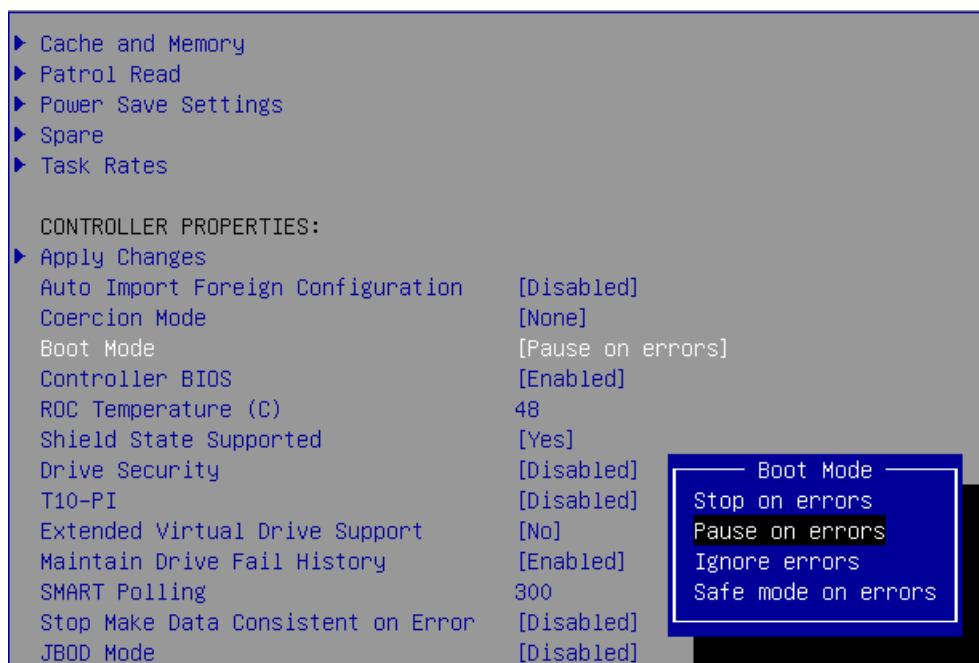 Cache and Memory
Patrol Read
Power Save Settings
Spare
Task Rates
CONTROLLER PROPERTIES:
Apply Changes
Auto Import Foreign Configuration [Disabled]
Coercion Mode [None]
Boot Mode [Pause on errors]
Controller BIOS [Enabled]
ROC Temperature (C) 48
Shield State Supported [Yes]
Drive Security [Disabled]
T10-PI [Disabled]
Extended Virtual Drive Support [No]
Maintain Drive Fail History [Enabled]
SMART Polling 300
Stop Make Data Consistent on Error [Disabled]
JBOD Mode [Disabled]
Boot Mode
Stop on errors
Pause on errors
Ignore errors
Safe mode on errors